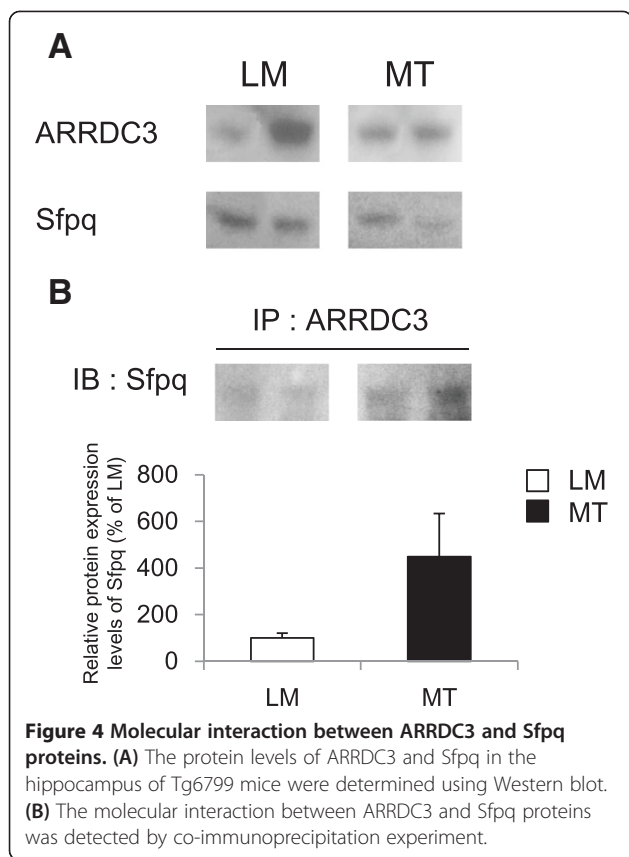 A
LM MT
ARRDC3
Sfpq
B
IP : ARRDC3
IB : Sfpq
Relative protein expression
levels of Sfpq (% of LM)
800
600
400
200
0
LM
MT
LM MT
Figure 4 Molecular interaction between ARRDC3 and Sfpq
proteins. (A) The protein levels of ARRDC3 and Sfpq in the
hippocampus of Tg6799 mice were determined using Western blot.
(B) The molecular interaction between ARRDC3 and Sfpq proteins
was detected by co-immunoprecipitation experiment.